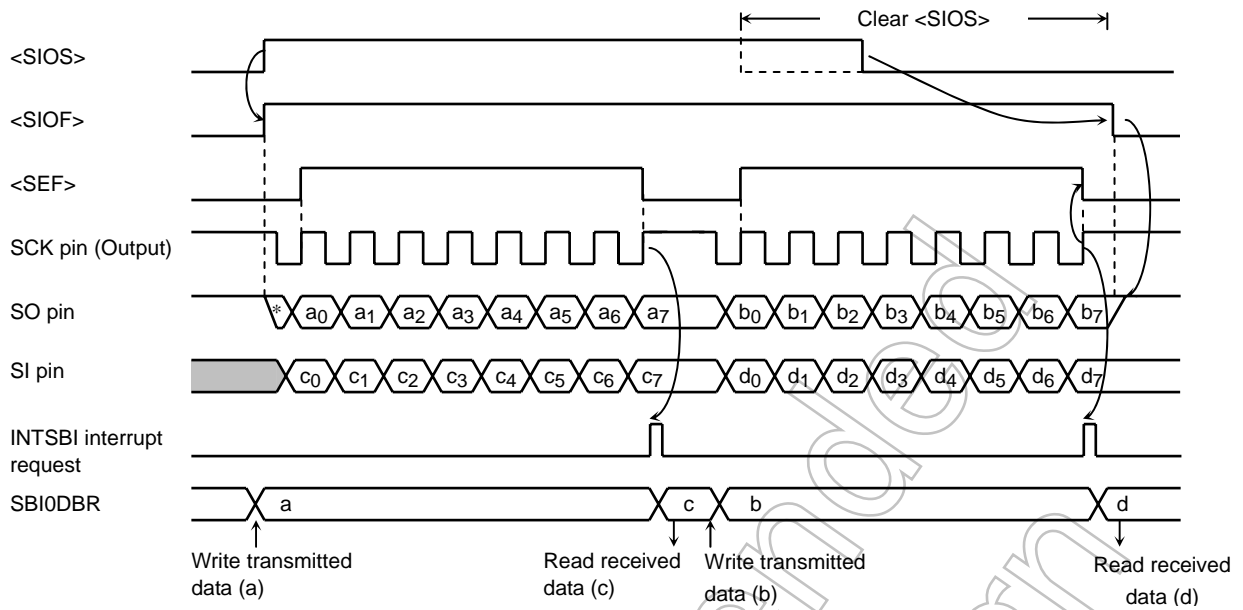 Clear <SIOS>
<SIOS>
<SIOF>
<SEF>
SCK pin (Output)
SO pin
* a0 a1 a2 a3 a4 a5 a6 a7 b0 b1 b2 b3 b4 b5 b6 b7
SI pin
c0 c1 c2 c3 c4 c5 c6 c7 d0 d1 d2 d3 d4 d5 d6 d7
INTSBI interrupt
request
SBI0DBR
a c b d
Write transmitted
data (a)
Read received
data (c)
Write transmitted
data (b)
Read received
data (d)